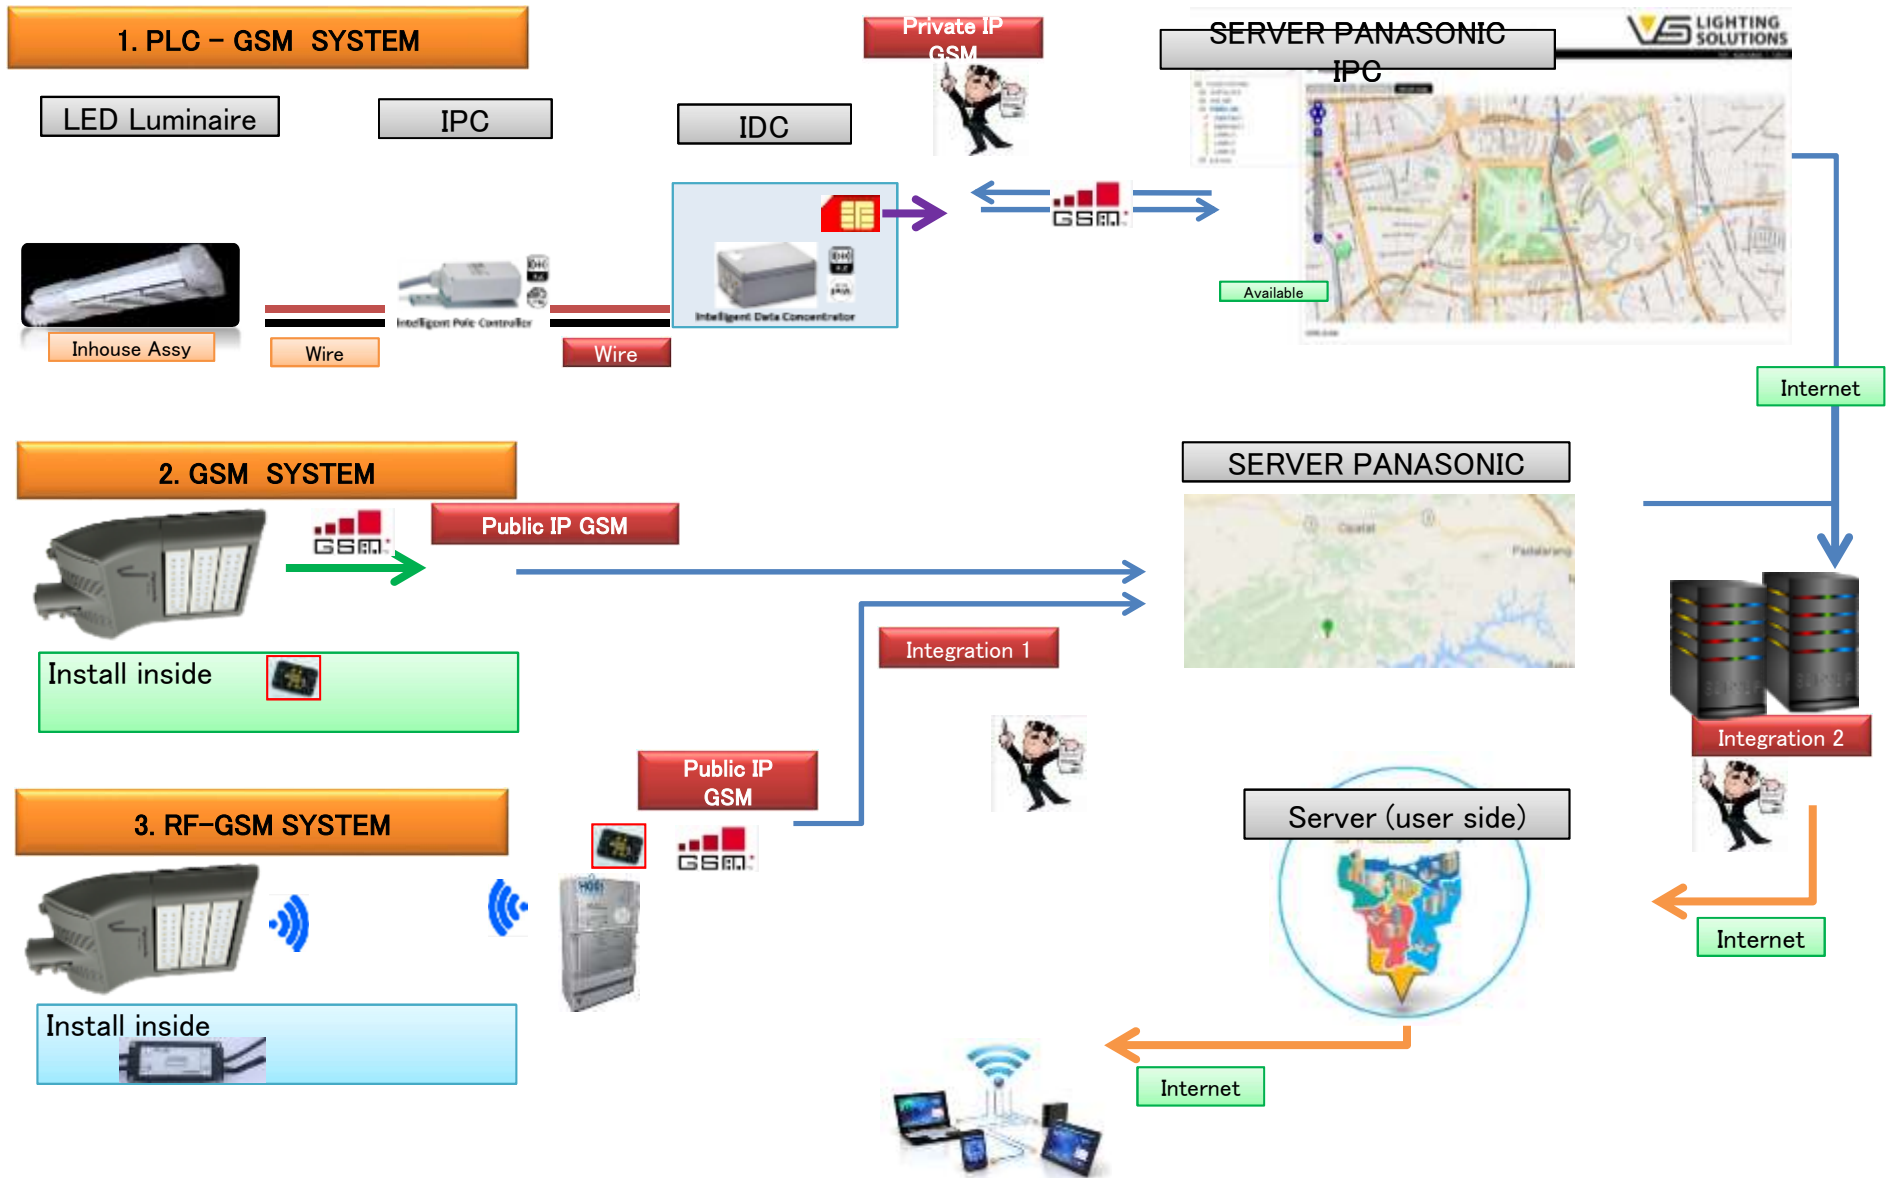 1. PLC – GSM SYSTEM
Private IP
GSM
SERVER PANASONIC
IPC
VS LIGHTING
SOLUTIONS
LED Luminaire
IPC
IDC
GSM
Available
Intelligent Pole Controller
Intelligent Data Concentrator
Inhouse Assy
Wire
Wire
Internet
2. GSM SYSTEM
SERVER PANASONIC
GSM
Public IP GSM
Cipatat
Padalarang
Integration 1
Install inside
Integration 2
Public IP
GSM
3. RF-GSM SYSTEM
Server (user side)
GSM
Internet
Install inside
Internet